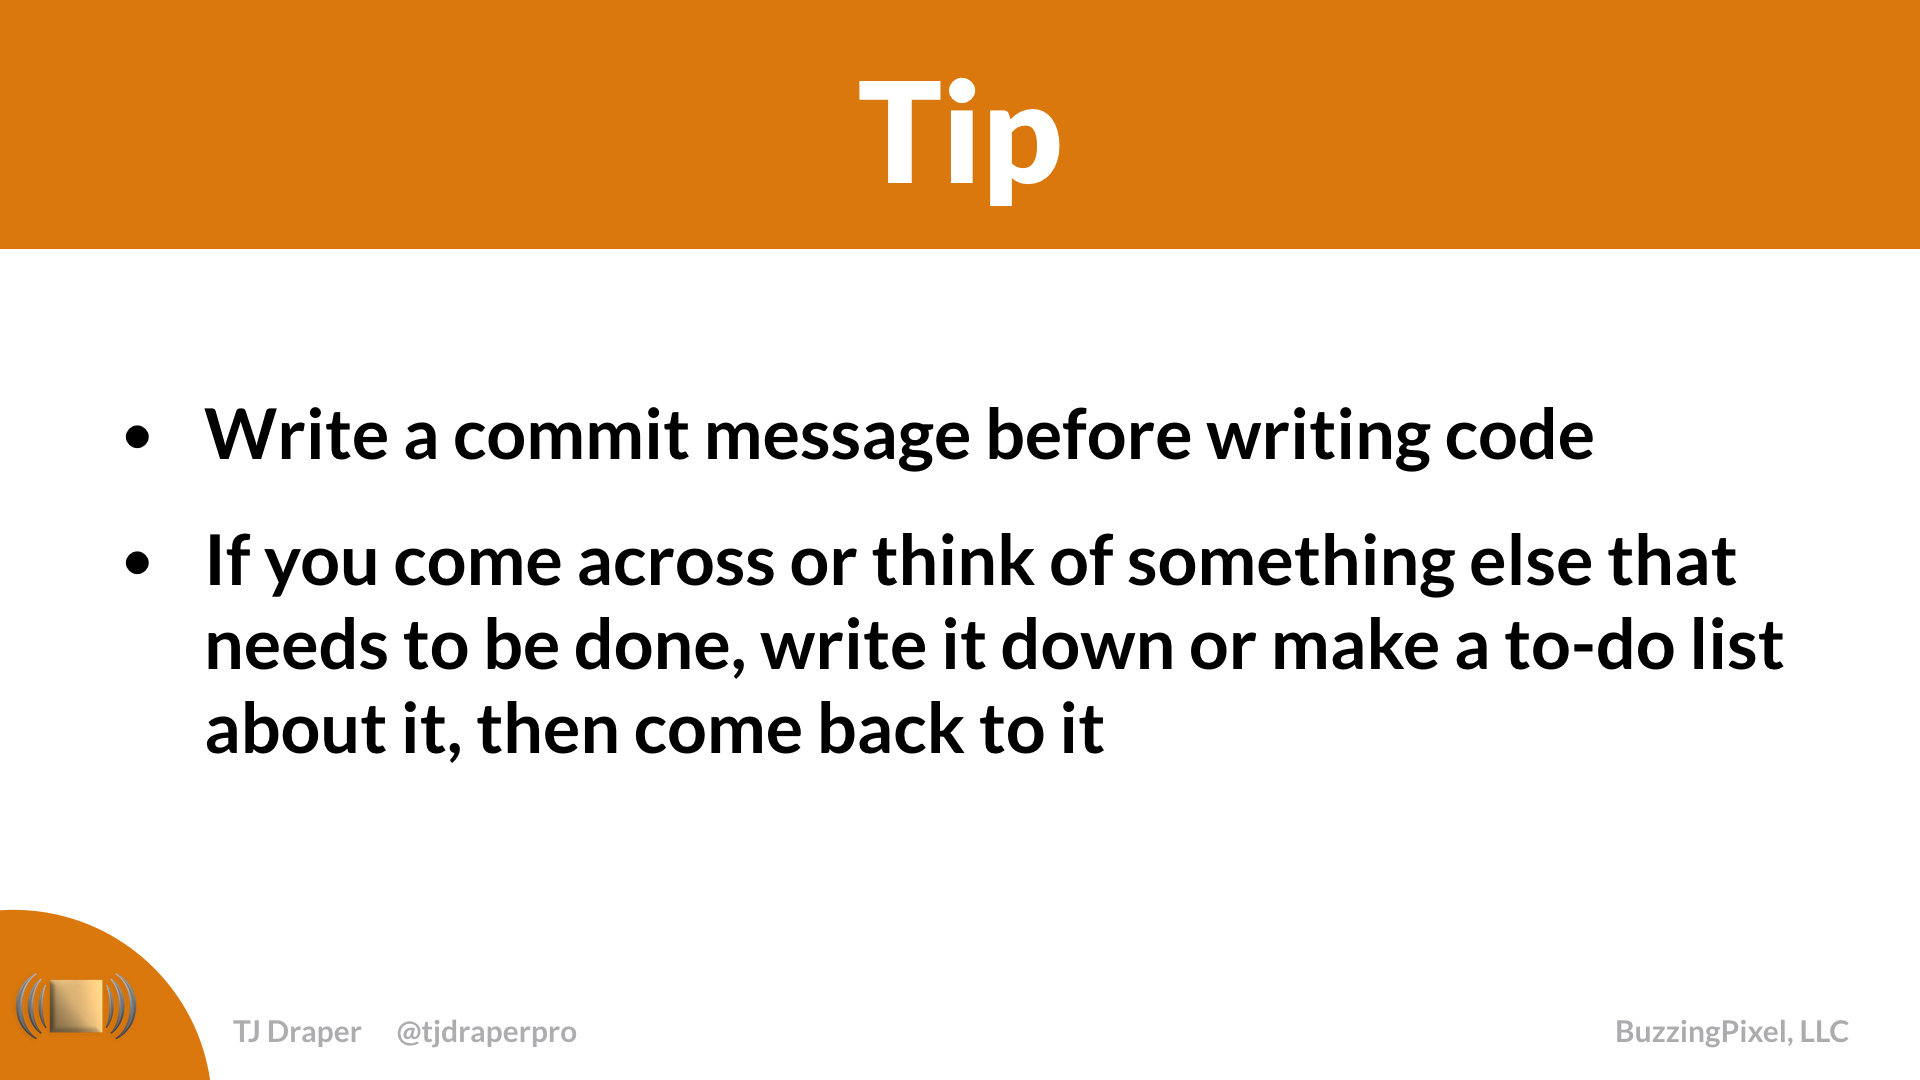 Tip
• Write a commit message before writing code
• If you come across or think of something else that
needs to be done, write it down or make a to-do list
about it, then come back to it
TJ Draper @tjdraperpro
BuzzingPixel, LLC